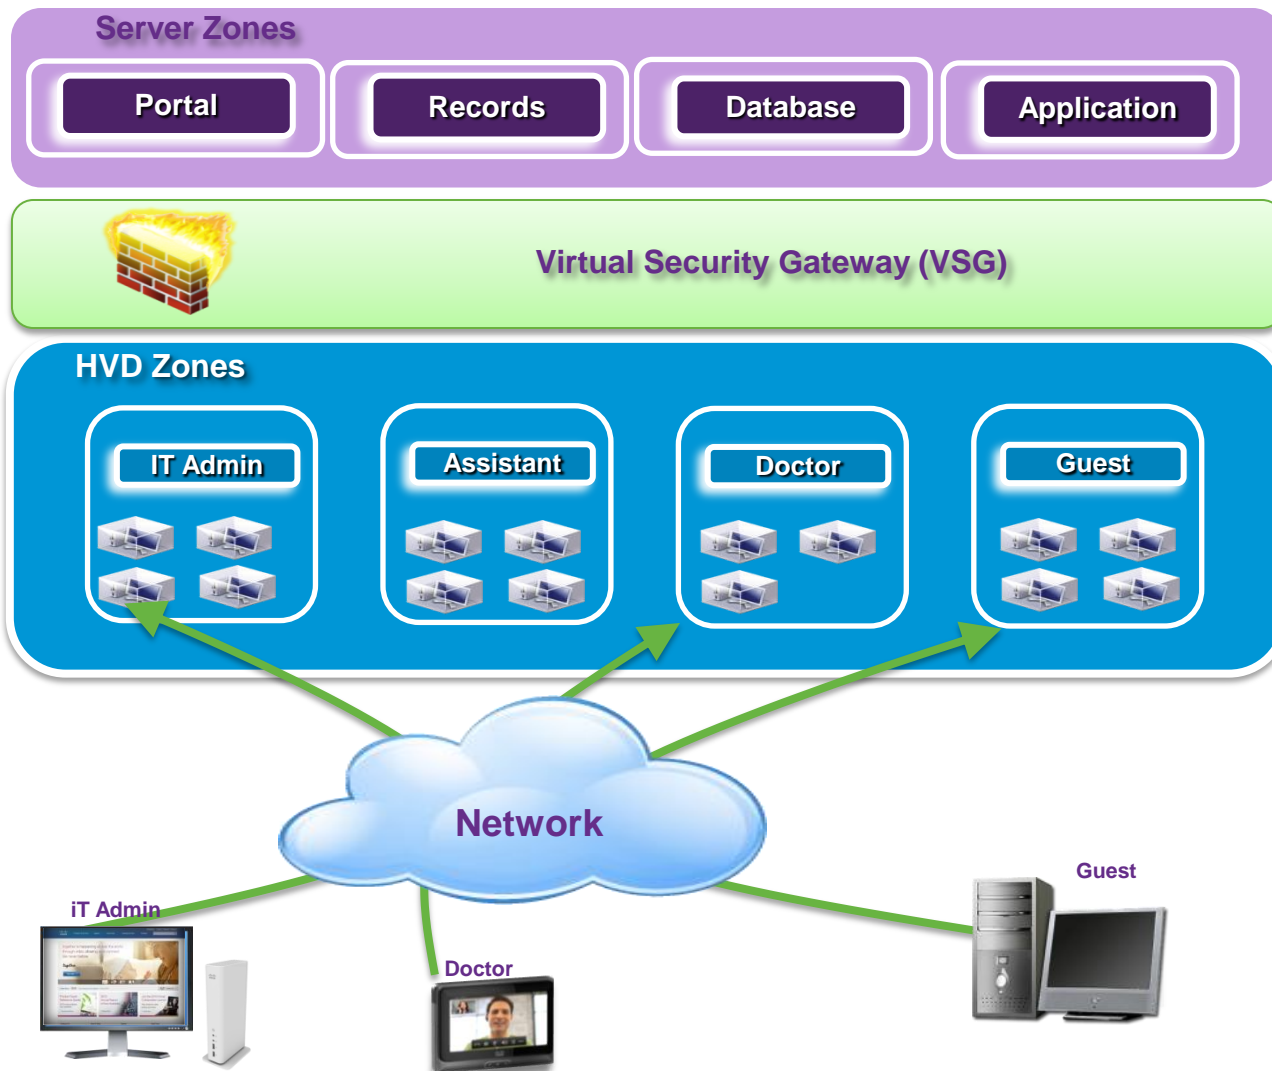 Server Zones
Portal
Records
Database
Application
Virtual Security Gateway (VSG)
HVD Zones
IT Admin
Assistant
Doctor
Guest
Network
Guest
iT Admin
Doctor